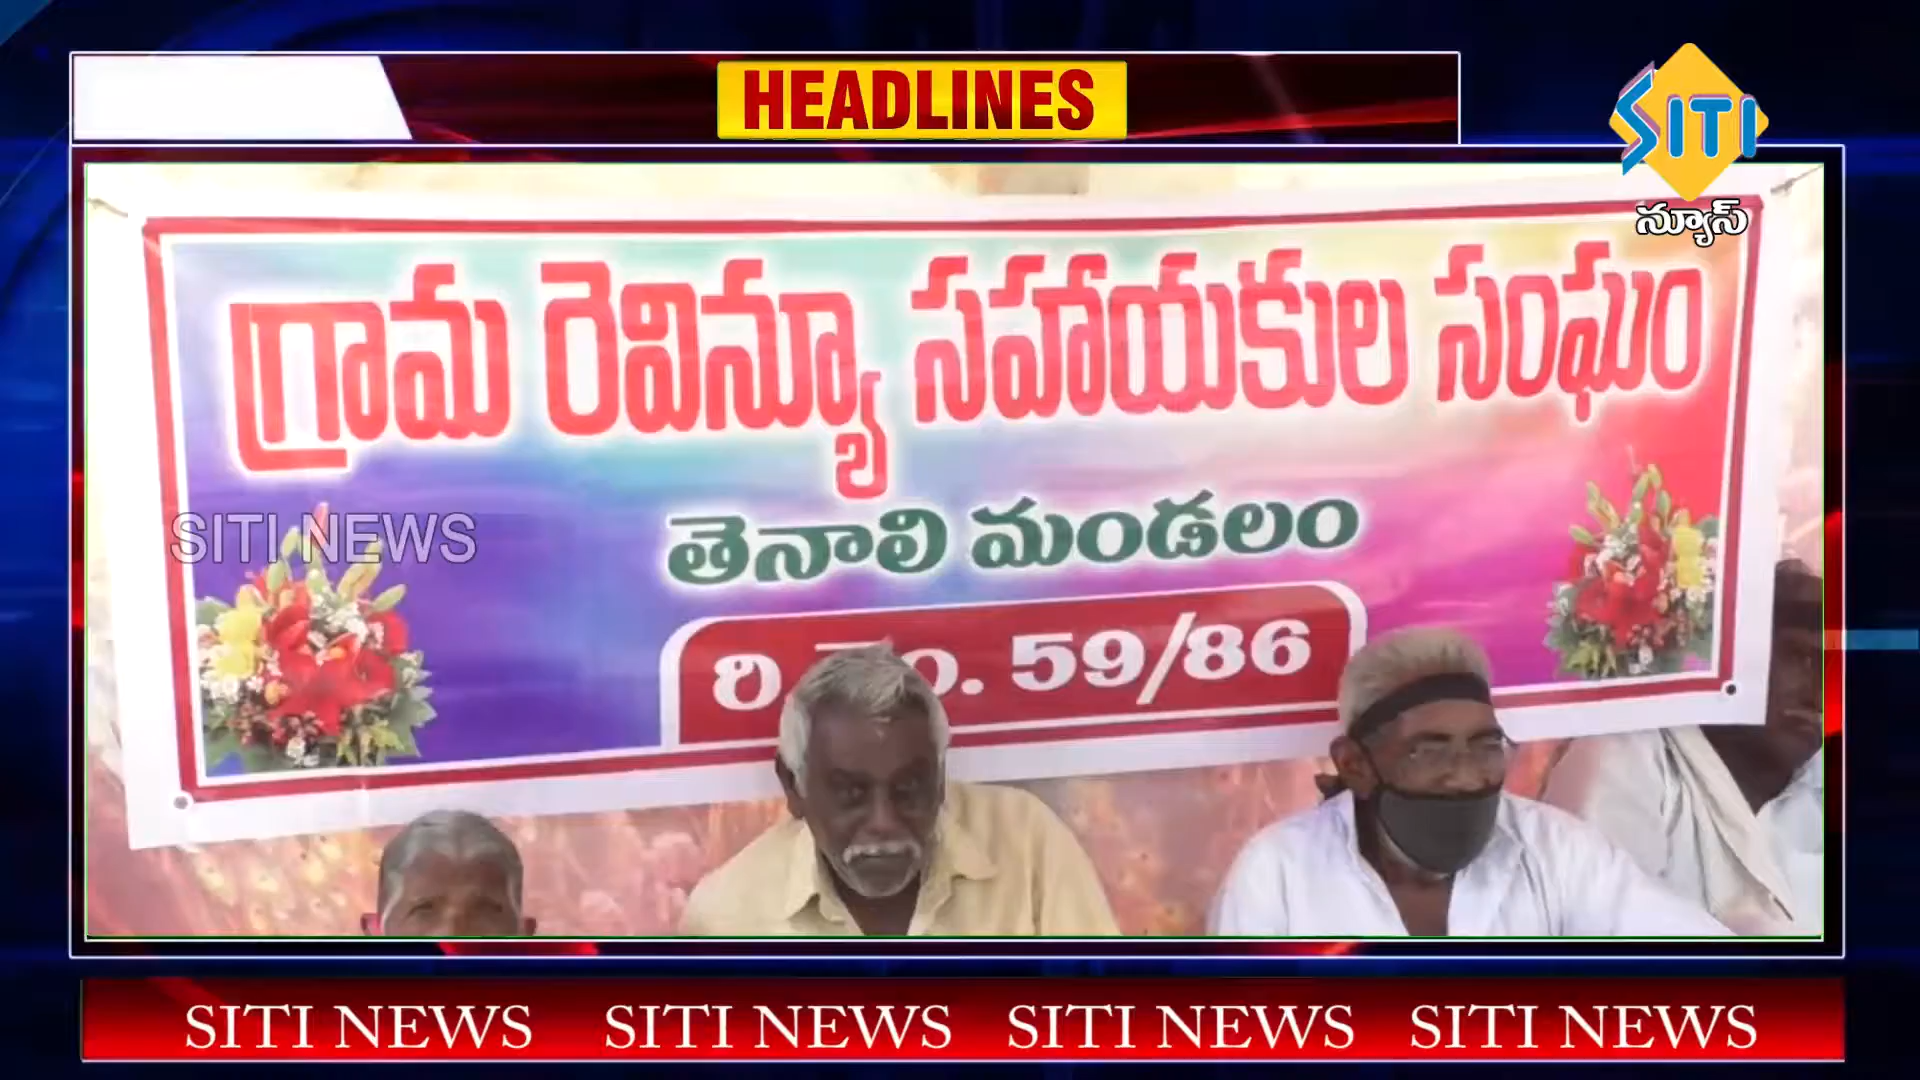 HEADLINES
SITI
న్యూస్
గ్రామ రెవిన్యూ సహాయకుల సంఘం
తెనాలి మండలం
SITI NEWS
59/86
SITI NEWS SITI NEWS SITI NEWS SITI NEWS